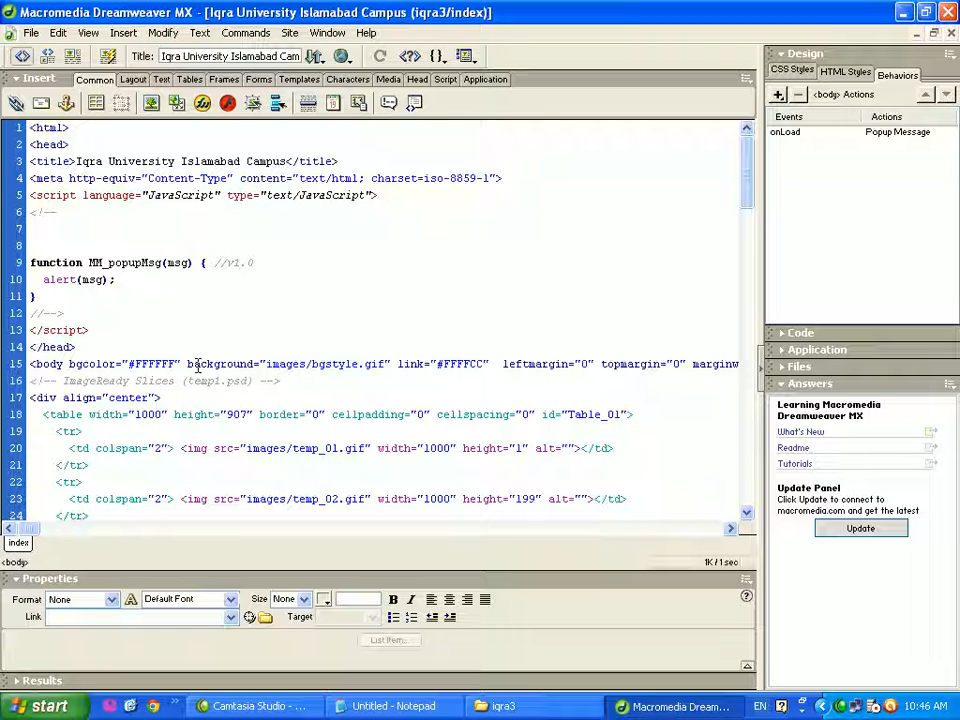 Macromedia Dreamweaver MX - [Iqra University Islamabad Campus (iqra3/index)]
File Edit View Insert Modify Text Commands Site Window Help
Title: Iqra University Islamabad Cam
Insert Common Layout Text Tables Frames Forms Templates Characters Media Head Script Application
1 <html>
2 <head>
3 <title>Iqra University Islamabad Campus</title>
4 <meta http-equiv="Content-Type" content="text/html; charset=iso-8859-1">
5 <script language="JavaScript" type="text/JavaScript">
6 <!--
7
8
9 function MM_popupMsg(msg) { //v1.0
10 alert(msg);
11 }
12 //-->
13 </script>
14 </head>
15 <body bgcolor="#FFFFFF" background="images/bgstyle.gif" link="#FFFFCC" leftmargin="0" topmargin="0" marginw
16 <!-- ImageReady Slices (temp1.psd) -->
17 <div align="center">
18 <table width="1000" height="907" border="0" cellpadding="0" cellspacing="0" id="Table_01">
19 <tr>
20 <td colspan="2"> <img src="images/temp_01.gif" width="1000" height="1" alt=""></td>
21 </tr>
22 <tr>
23 <td colspan="2"> <img src="images/temp_02.gif" width="1000" height="199" alt=""></td>
24 </tr>
index
<body>
1K / 1 sec
Properties
Format None Default Font Size None B I
Link Target
List Item...
Results
Design
CSS Styles HTML Styles Behaviors
<body> Actions
Events Actions
onLoad Popup Message
Code
Application
Files
Answers
Learning Macromedia
Dreamweaver MX
What's New
Readme
Tutorials
Update Panel
Click Update to connect to
macromedia.com and get the latest
Update
start Camtasia Studio - ... Untitled - Notepad iqra3 Macromedia Dream... EN 10:46 AM